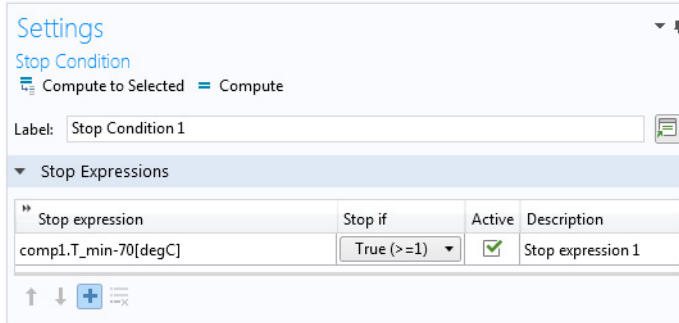 Settings
Stop Condition
Compute to Selected = Compute
Label: Stop Condition 1
Stop Expressions
Stop expression Stop if Active Description
comp1.T_min-70[degC] True (>=1) Stop expression 1